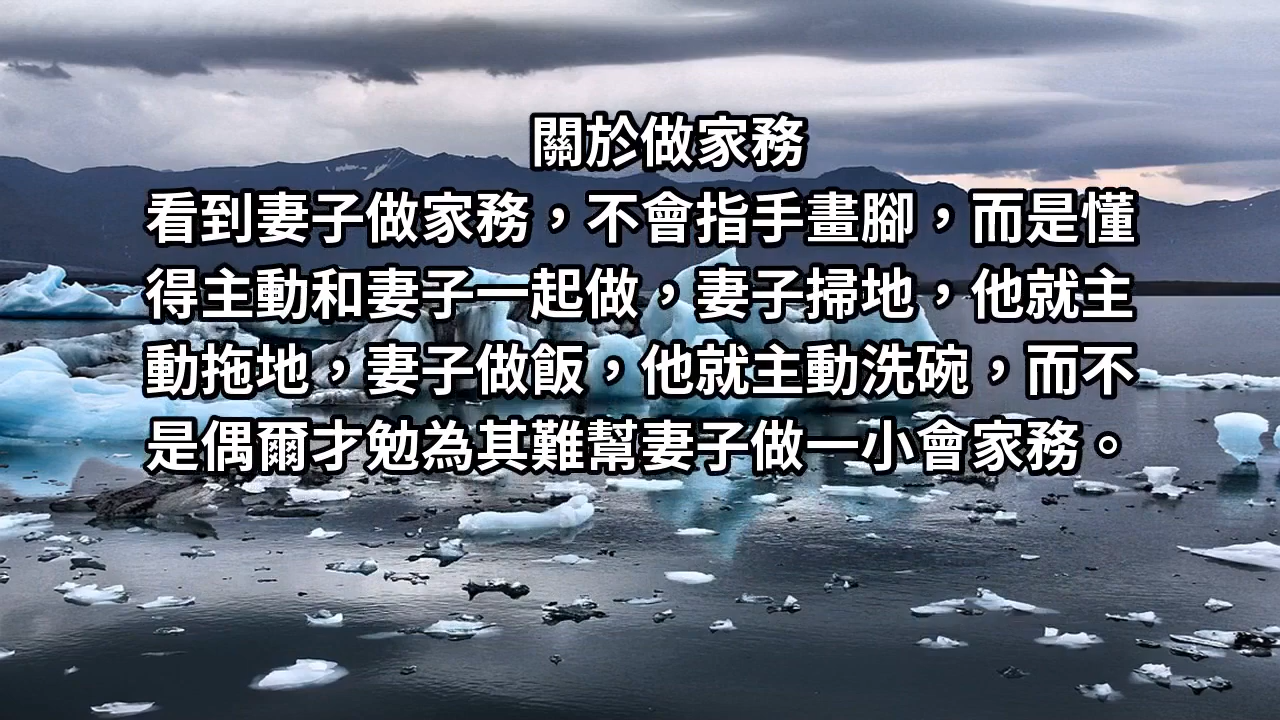 關於做家務
看到妻子做家務，不會指手畫腳，而是懂
得主動和妻子一起做，妻子掃地，他就主
動拖地，妻子做飯，他就主動洗碗，而不
是偶爾才勉為其難幫妻子做一小會家務。